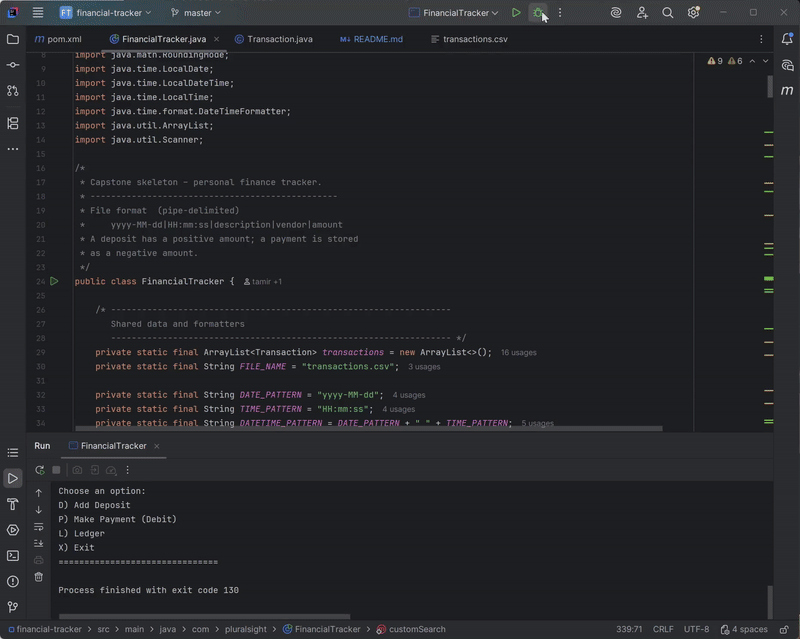 FT financial-tracker master FinancialTracker
pom.xml FinancialTracker.java Transaction.java README.md transactions.csv
8 import java.math.RoundingMode; 9 6
9 import java.time.LocalDate;
10 import java.time.LocalDateTime;
11 import java.time.LocalTime;
12 import java.time.format.DateTimeFormatter;
13 import java.util.ArrayList;
14 import java.util.Scanner;
15
16 /*
17 * Capstone skeleton – personal finance tracker.
18 * ------------------------------------------------
19 * File format (pipe-delimited)
20 * yyyy-MM-dd|HH:mm:ss|description|vendor|amount
21 * A deposit has a positive amount; a payment is stored
22 * as a negative amount.
23 */
24 public class FinancialTracker { tamir +1
25
26 /* ------------------------------------------------------------------
27 Shared data and formatters
28 ------------------------------------------------------------------ */
29 private static final ArrayList<Transaction> transactions = new ArrayList<>(); 16 usages
30 private static final String FILE_NAME = "transactions.csv"; 3 usages
31
32 private static final String DATE_PATTERN = "yyyy-MM-dd"; 4 usages
33 private static final String TIME_PATTERN = "HH:mm:ss"; 4 usages
34 private static final String DATETIME_PATTERN = DATE_PATTERN + " " + TIME_PATTERN; 5 usages
Run FinancialTracker
Choose an option:
D) Add Deposit
P) Make Payment (Debit)
L) Ledger
X) Exit
===============================
Process finished with exit code 130
financial-tracker > src > main > java > com > pluralsight > FinancialTracker > customSearch 339:71 CRLF UTF-8 4 spaces